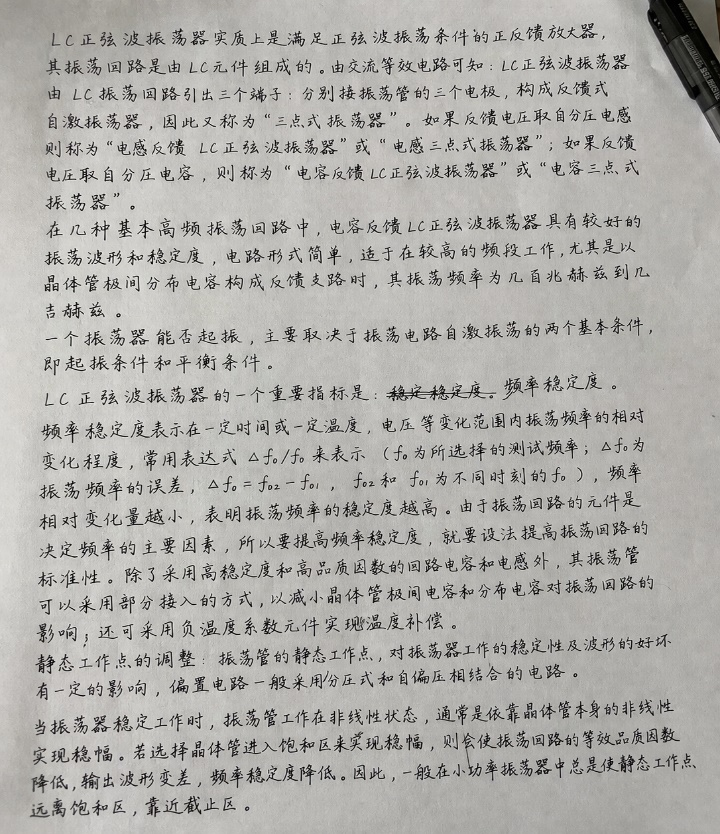 LC正弦波振荡器实质上是满足正弦波振荡条件的正反馈放大器,
其振荡回路是由LC元件组成的。由交流等效电路可知:LC正弦波振荡器
由LC振荡回路引出三个端子:分别接振荡管的三个电极,构成反馈式
自激振荡器,因此又称为“三点式振荡器”。如果反馈电压取自分压电感
则称为“电感反馈LC正弦波振荡器”或“电感三点式振荡器”;如果反馈
电压取自分压电容,则称为“电容反馈LC正弦波振荡器”或“电容三点式
振荡器”。
在几种基本高频振荡回路中,电容反馈LC正弦波振荡器具有较好的
振荡波形和稳定度,电路形式简单,适于在较高的频段工作,尤其是以
晶体管极间分布电容构成反馈支路时,其振荡频率为几百兆赫兹到几
吉赫兹。
一个振荡器能否起振,主要取决于振荡电路自激振荡的两个基本条件,
即起振条件和平衡条件。
LC正弦波振荡器的一个重要指标是:稳定稳定度。频率稳定度。
频率稳定度表示在一定时间或一定温度,电压等变化范围内振荡频率的相对
变化程度,常用表达式△f₀/f₀来表示(f₀为所选择的测试频率;△f₀为
振荡频率的误差,△f₀=f₀₂-f₀₁,f₀₂和f₀₁为不同时刻的f₀),频率
相对变化量越小,表明振荡频率的稳定度越高。由于振荡回路的元件是
决定频率的主要因素,所以要提高频率稳定度,就要设法提高振荡回路的
标准性。除了采用高稳定度和高品质因数的回路电容和电感外,其振荡管
可以采用部分接入的方式,以减小晶体管极间电容和分布电容对振荡回路的
影响;还可采用负温度系数元件实现温度补偿。
静态工作点的调整:振荡管的静态工作点,对振荡器工作的稳定性及波形的好坏
有一定的影响,偏置电路一般采用分压式和自偏压相结合的电路。
当振荡器稳定工作时,振荡管工作在非线性状态,通常是依靠晶体管本身的非线性
实现稳幅。若选择晶体管进入饱和区来实现稳幅,则会使振荡回路的等效品质因数
降低,输出波形变差,频率稳定度降低。因此,一般在小功率振荡器中总是使静态工作点
远离饱和区,靠近截止区。